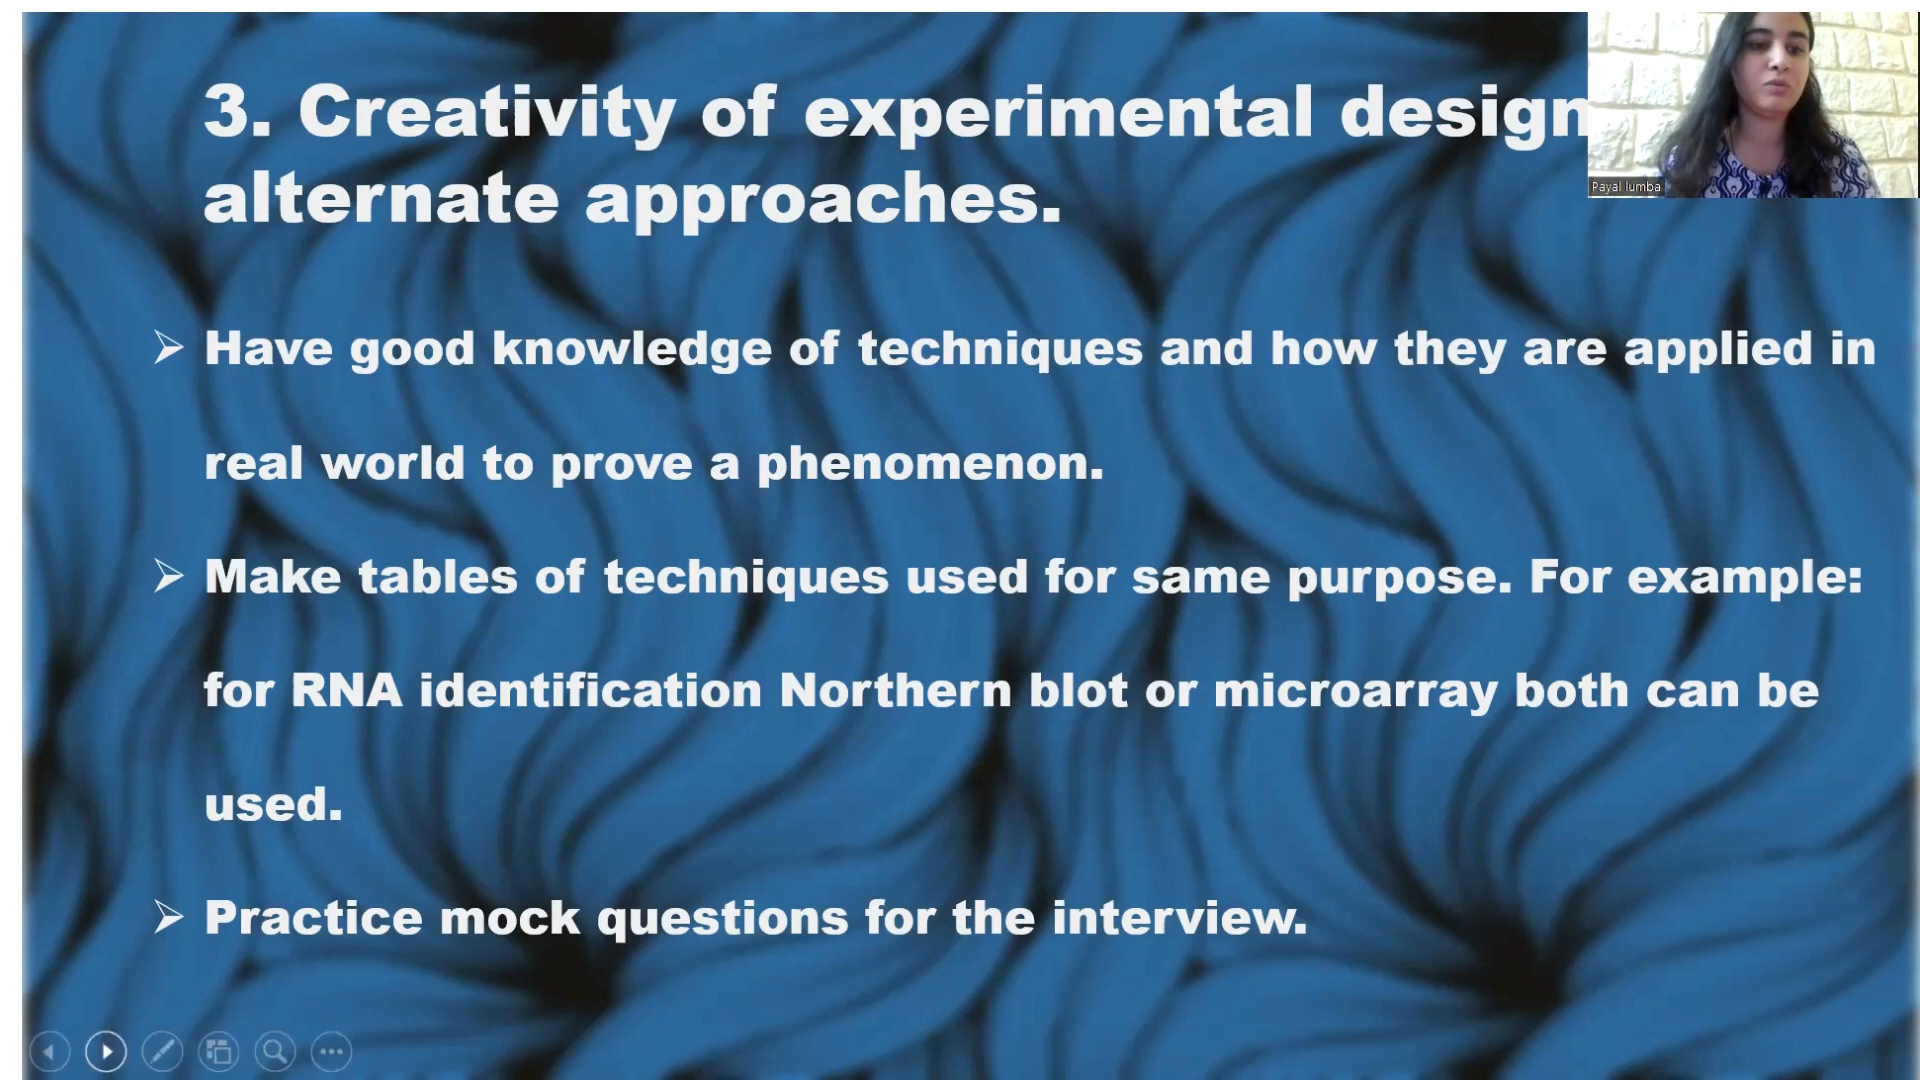 3. Creativity of experimental design
alternate approaches.
Payal lumba
Have good knowledge of techniques and how they are applied in
real world to prove a phenomenon.
Make tables of techniques used for same purpose. For example:
for RNA identification Northern blot or microarray both can be
used.
Practice mock questions for the interview.